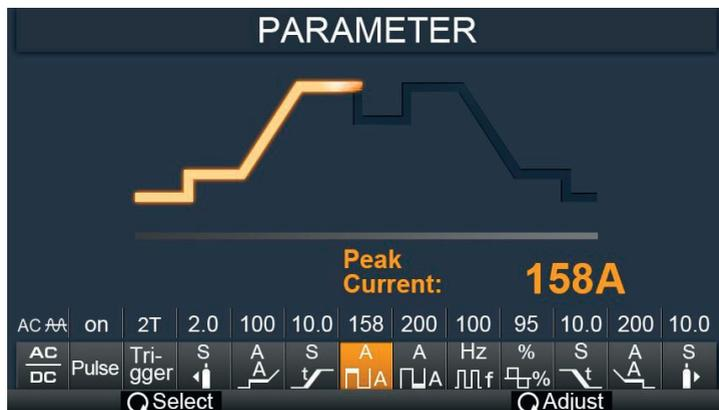 PARAMETER
Peak
Current:
158A
AC on 2T 2.0 100 10.0 158 200 100 95 10.0 200 10.0
AC
DC
Pulse
Tri-
gger
S
A
A
S
t
A
A
A
A
Hz
f
%
%
S
t
A
A
S
Select
Adjust